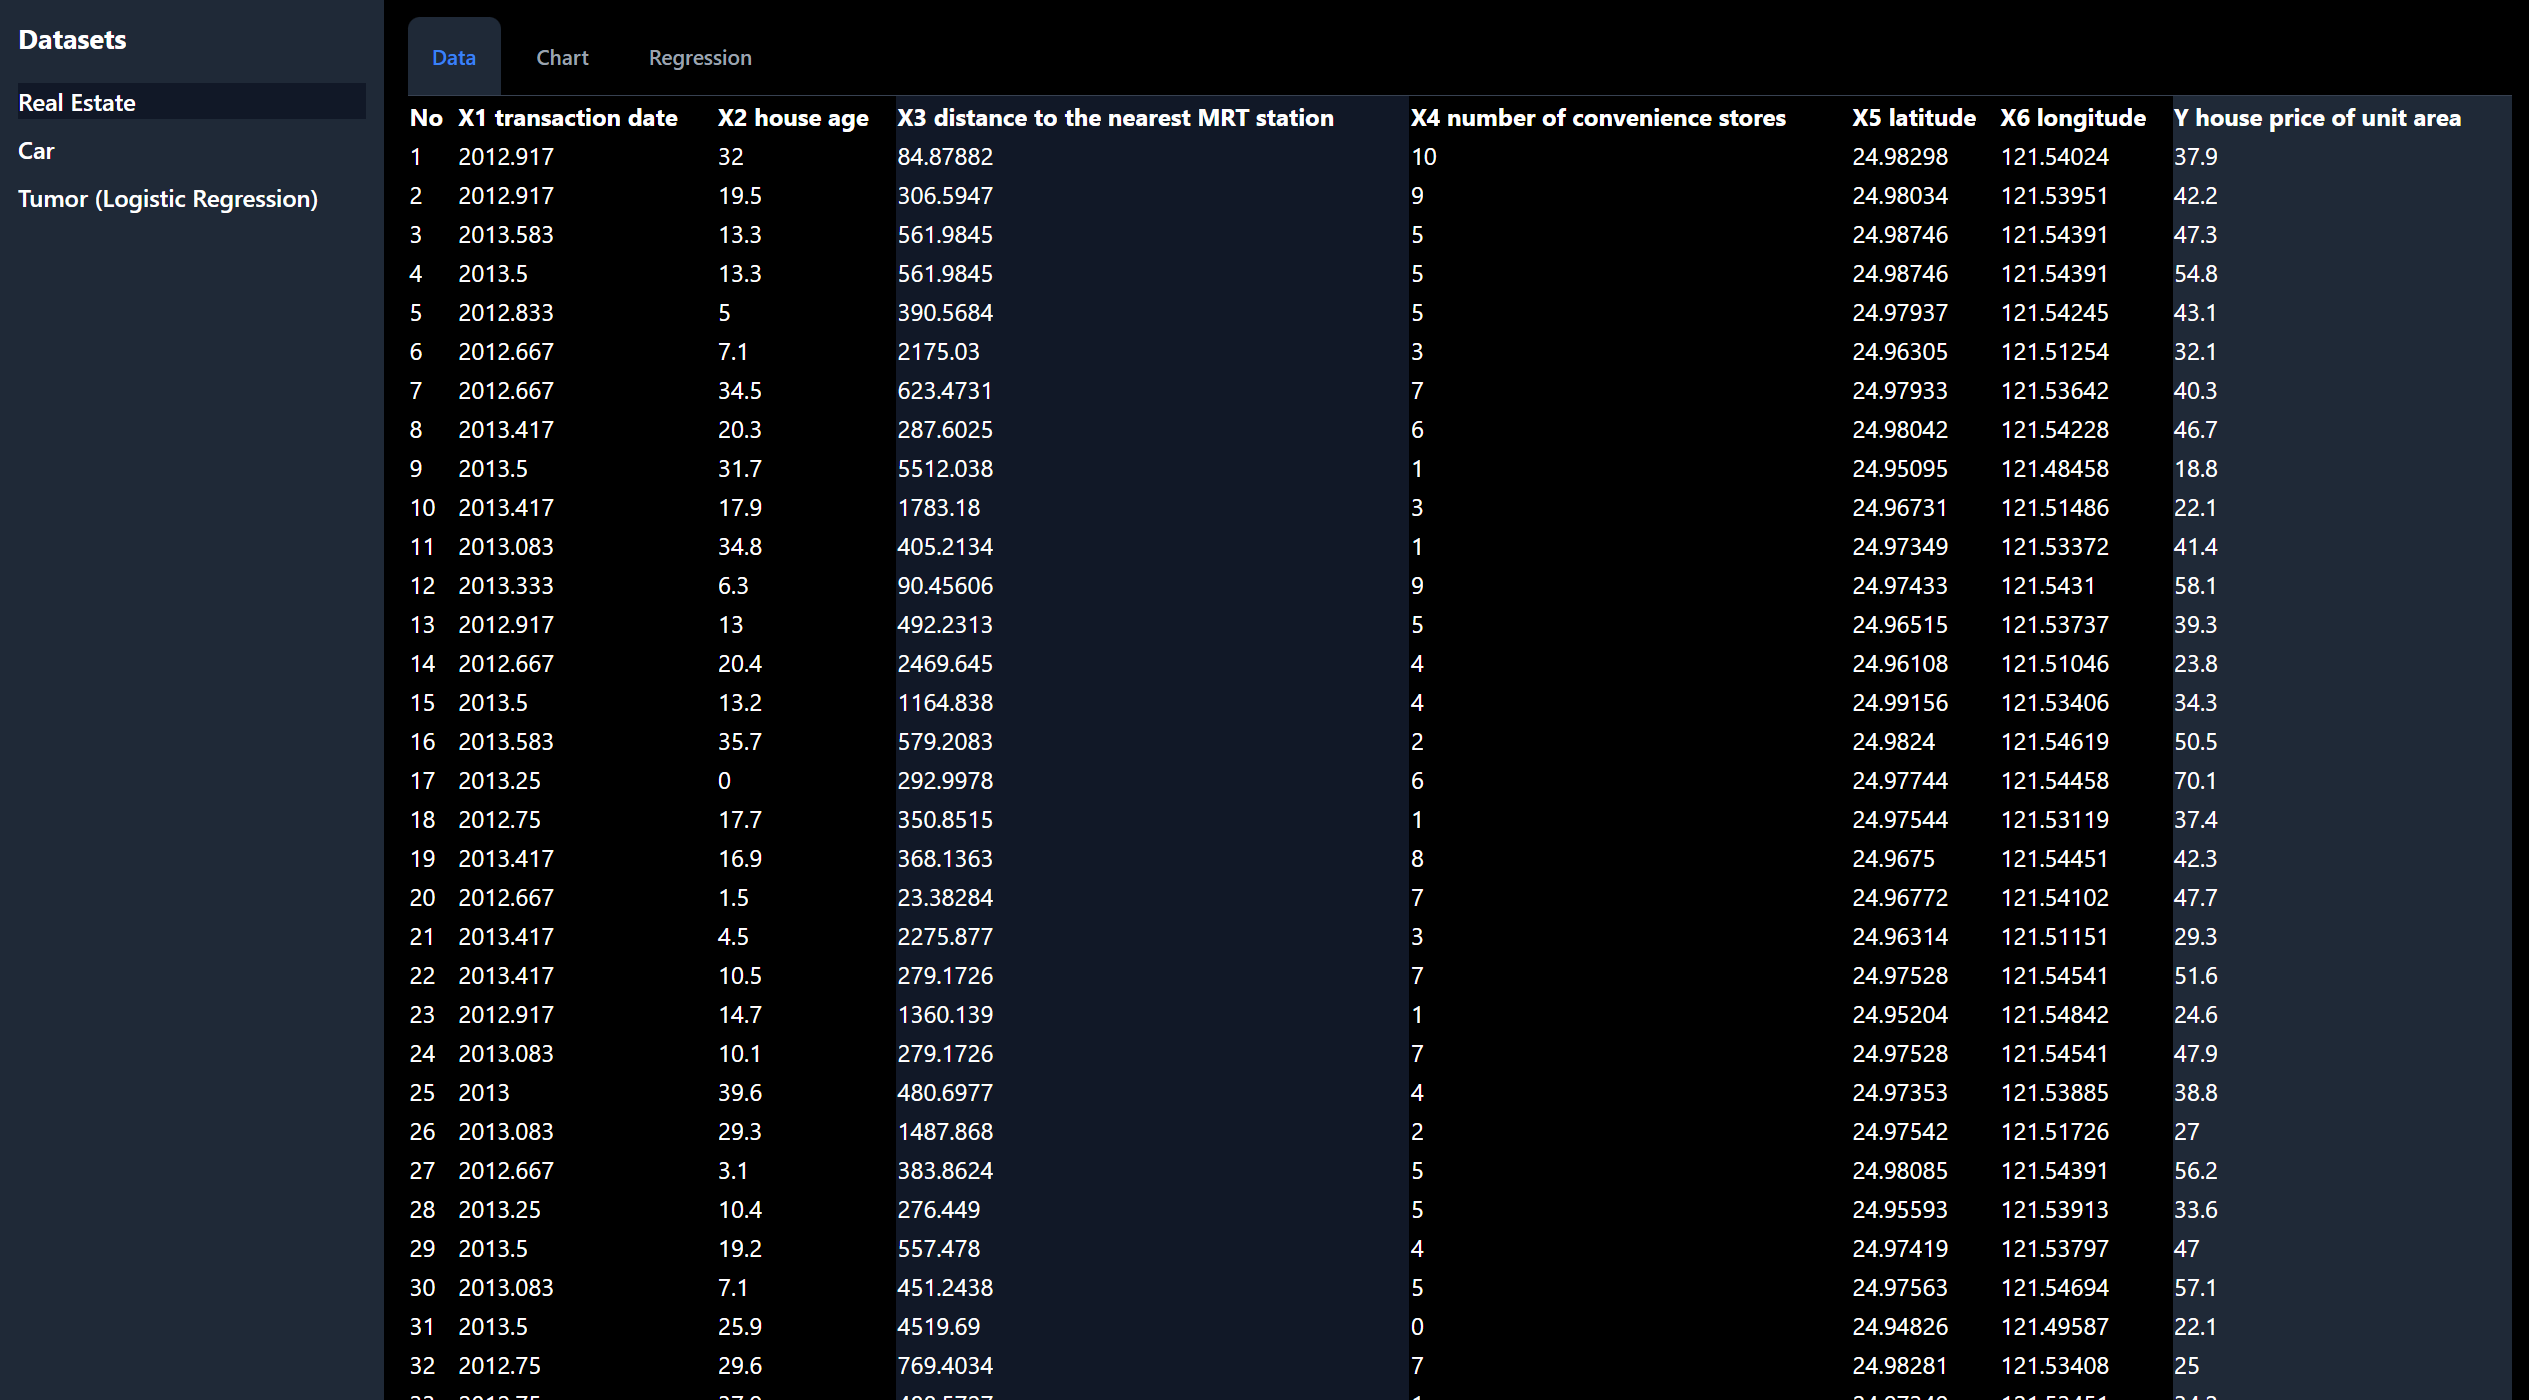 Datasets
Real Estate
Car
Tumor (Logistic Regression)
Data Chart Regression
No X1 transaction date X2 house age X3 distance to the nearest MRT station X4 number of convenience stores X5 latitude X6 longitude Y house price of unit area
1 2012.917 32 84.87882 10 24.98298 121.54024 37.9
2 2012.917 19.5 306.5947 9 24.98034 121.53951 42.2
3 2013.583 13.3 561.9845 5 24.98746 121.54391 47.3
4 2013.5 13.3 561.9845 5 24.98746 121.54391 54.8
5 2012.833 5 390.5684 5 24.97937 121.54245 43.1
6 2012.667 7.1 2175.03 3 24.96305 121.51254 32.1
7 2012.667 34.5 623.4731 7 24.97933 121.53642 40.3
8 2013.417 20.3 287.6025 6 24.98042 121.54228 46.7
9 2013.5 31.7 5512.038 1 24.95095 121.48458 18.8
10 2013.417 17.9 1783.18 3 24.96731 121.51486 22.1
11 2013.083 34.8 405.2134 1 24.97349 121.53372 41.4
12 2013.333 6.3 90.45606 9 24.97433 121.5431 58.1
13 2012.917 13 492.2313 5 24.96515 121.53737 39.3
14 2012.667 20.4 2469.645 4 24.96108 121.51046 23.8
15 2013.5 13.2 1164.838 4 24.99156 121.53406 34.3
16 2013.583 35.7 579.2083 2 24.9824 121.54619 50.5
17 2013.25 0 292.9978 6 24.97744 121.54458 70.1
18 2012.75 17.7 350.8515 1 24.97544 121.53119 37.4
19 2013.417 16.9 368.1363 8 24.9675 121.54451 42.3
20 2012.667 1.5 23.38284 7 24.96772 121.54102 47.7
21 2013.417 4.5 2275.877 3 24.96314 121.51151 29.3
22 2013.417 10.5 279.1726 7 24.97528 121.54541 51.6
23 2012.917 14.7 1360.139 1 24.95204 121.54842 24.6
24 2013.083 10.1 279.1726 7 24.97528 121.54541 47.9
25 2013 39.6 480.6977 4 24.97353 121.53885 38.8
26 2013.083 29.3 1487.868 2 24.97542 121.51726 27
27 2012.667 3.1 383.8624 5 24.98085 121.54391 56.2
28 2013.25 10.4 276.449 5 24.95593 121.53913 33.6
29 2013.5 19.2 557.478 4 24.97419 121.53797 47
30 2013.083 7.1 451.2438 5 24.97563 121.54694 57.1
31 2013.5 25.9 4519.69 0 24.94826 121.49587 22.1
32 2012.75 29.6 769.4034 7 24.98281 121.53408 25